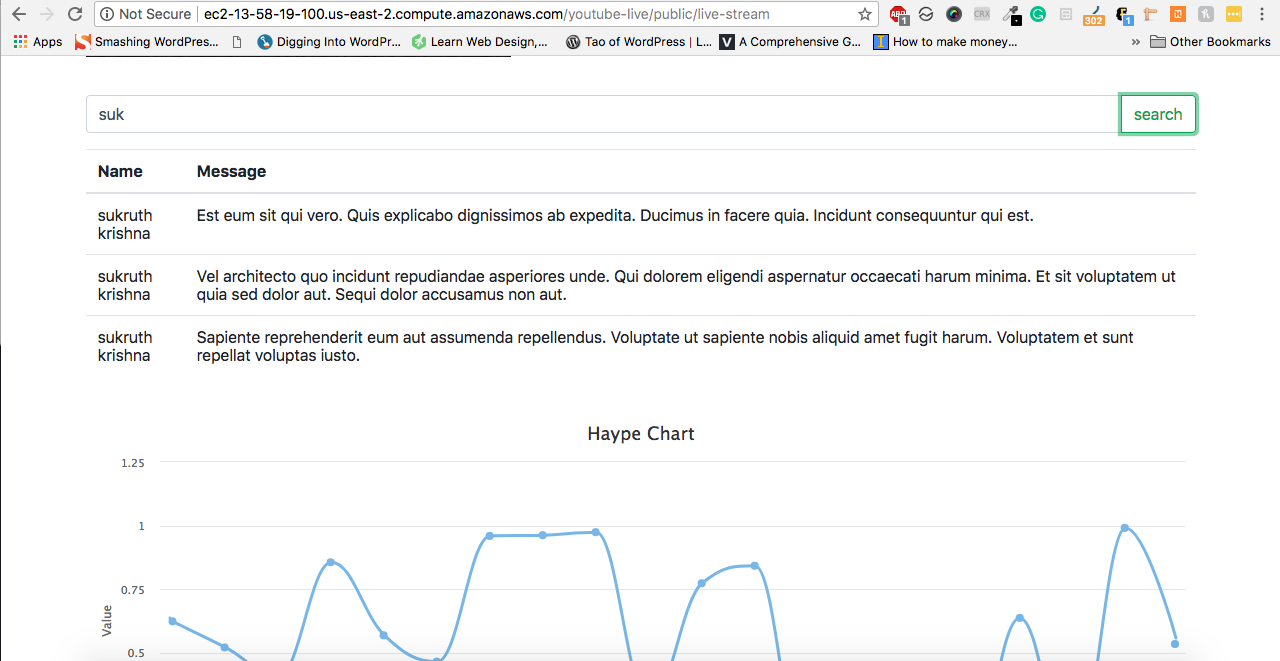 Not Secure ec2-13-58-19-100.us-east-2.compute.amazonaws.com/youtube-live/public/live-stream ABP 1 CRX 302 1
Apps Smashing WordPres... Digging Into WordPr... Learn Web Design,... Tao of WordPress | L... V A Comprehensive G... How to make money... » Other Bookmarks
suk search
Name Message
sukruth krishna Est eum sit qui vero. Quis explicabo dignissimos ab expedita. Ducimus in facere quia. Incidunt consequuntur qui est.
sukruth krishna Vel architecto quo incidunt repudiandae asperiores unde. Qui dolorem eligendi aspernatur occaecati harum minima. Et sit voluptatem ut
quia sed dolor aut. Sequi dolor accusamus non aut.
sukruth krishna Sapiente reprehenderit eum aut assumenda repellendus. Voluptate ut sapiente nobis aliquid amet fugit harum. Voluptatem et sunt
repellat voluptas iusto.
Haype Chart
1.25
1
0.75
Value
0.5